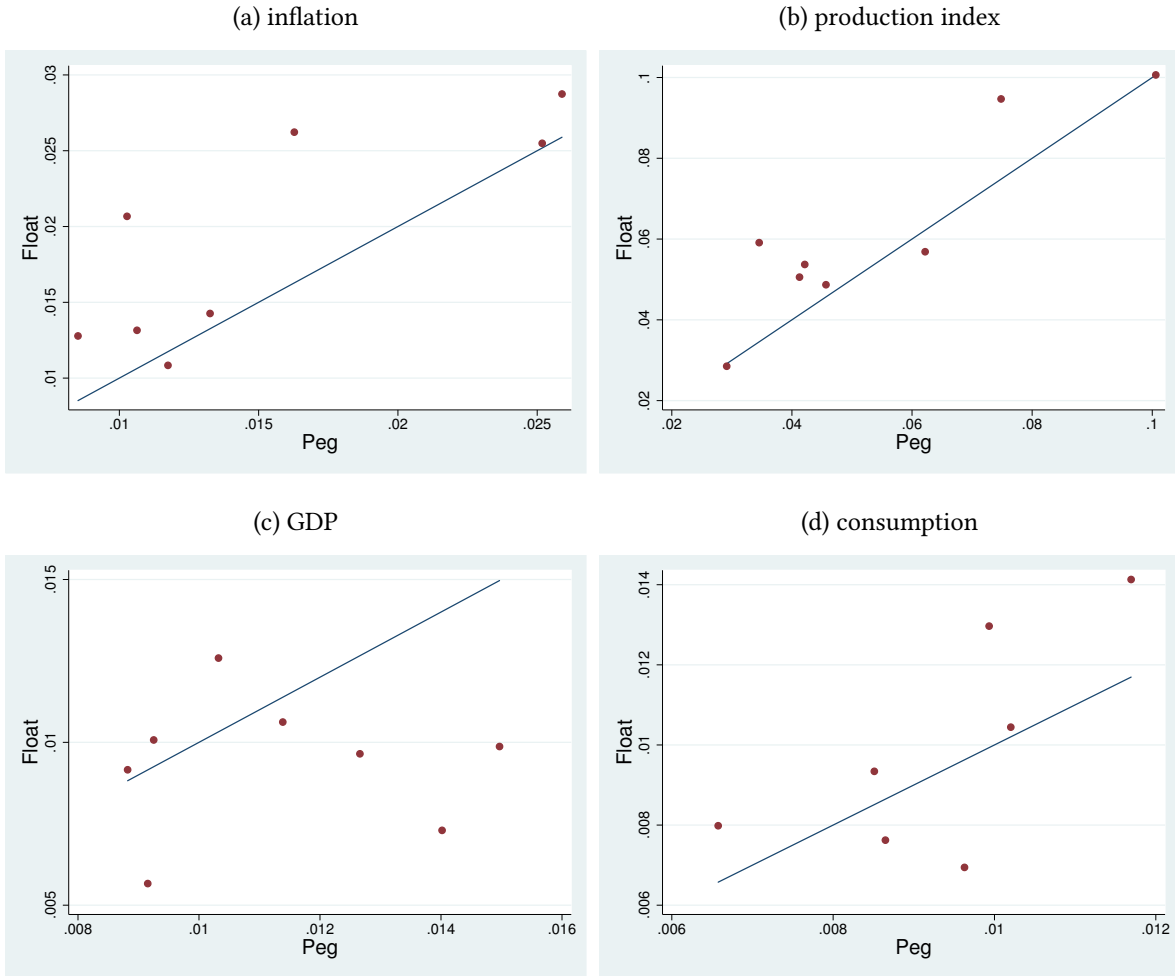 (a) inflation
Float
.03
.025
.02
.015
.01
.01 .015 .02 .025
Peg
(b) production index
Float
.1
.08
.06
.04
.02
.02 .04 .06 .08 .1
Peg
(c) GDP
Float
.015
.01
.005
.008 .01 .012 .014 .016
Peg
(d) consumption
Float
.014
.012
.01
.008
.006
.006 .008 .01 .012
Peg